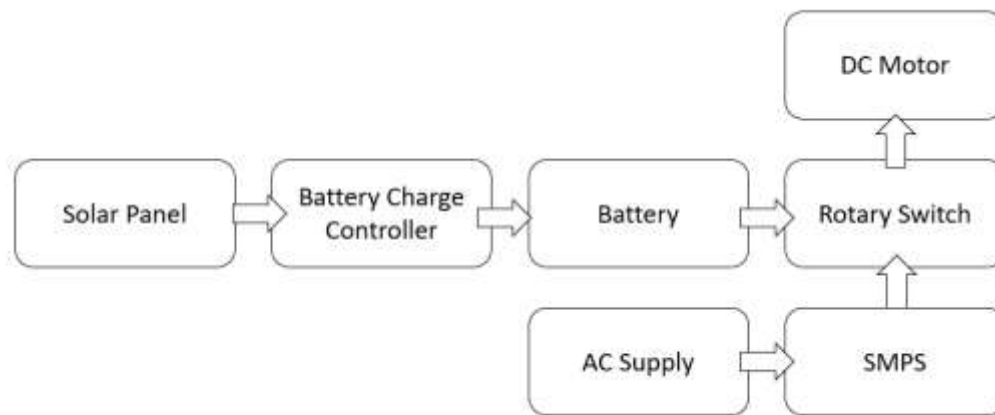 DC Motor
Solar Panel
Battery Charge
Controller
Battery
Rotary Switch
AC Supply
SMPS